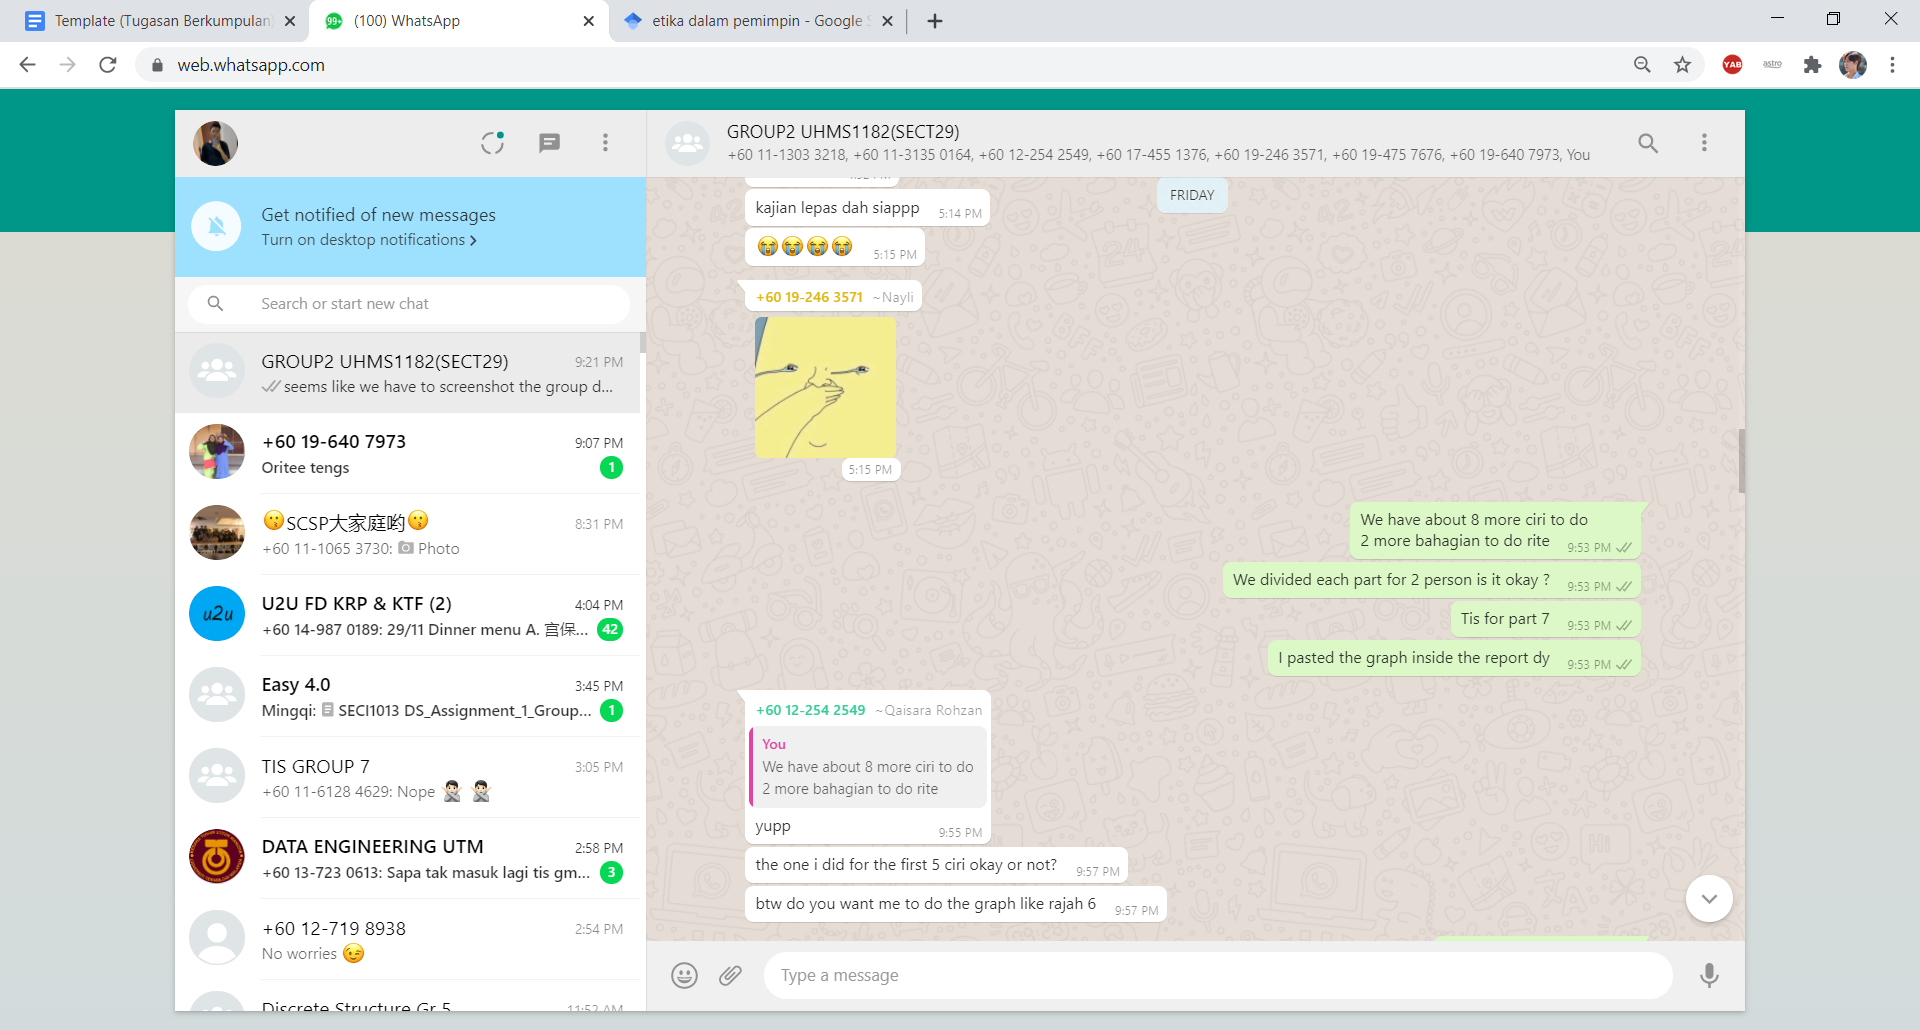 Template (Tugasan Berkumpulan)
(100) WhatsApp
etika dalam pemimpin - Google S
web.whatsapp.com
YAB
astro
GROUP2 UHMS1182(SECT29)
+60 11-1303 3218, +60 11-3135 0164, +60 12-254 2549, +60 17-455 1376, +60 19-246 3571, +60 19-475 7676, +60 19-640 7973, You
Get notified of new messages
Turn on desktop notifications >
Search or start new chat
GROUP2 UHMS1182(SECT29)
9:21 PM
seems like we have to screenshot the group d...
+60 19-640 7973
9:07 PM
Oritee tengs
1
😗SCSP大家庭哟😗
8:31 PM
+60 11-1065 3730: Photo
u2u
U2U FD KRP & KTF (2)
4:04 PM
+60 14-987 0189: 29/11 Dinner menu A. 宫保...
42
Easy 4.0
3:45 PM
Mingqi: SECI1013 DS_Assignment_1_Group...
1
TIS GROUP 7
3:05 PM
+60 11-6128 4629: Nope 🙅🏻‍♂️ 🙅🏻‍♂️
DATA ENGINEERING UTM
2:58 PM
+60 13-723 0613: Sapa tak masuk lagi tis gm...
3
+60 12-719 8938
2:54 PM
No worries 😉
Discrete Structure Gr 5
11:52 AM
FRIDAY
kajian lepas dah siappp 5:14 PM
😭😭😭😭 5:15 PM
+60 19-246 3571 ~Nayli
5:15 PM
We have about 8 more ciri to do
2 more bahagian to do rite 9:53 PM
We divided each part for 2 person is it okay ? 9:53 PM
Tis for part 7 9:53 PM
I pasted the graph inside the report dy 9:53 PM
+60 12-254 2549 ~Qaisara Rohzan
You
We have about 8 more ciri to do
2 more bahagian to do rite
yupp 9:55 PM
the one i did for the first 5 ciri okay or not? 9:57 PM
btw do you want me to do the graph like rajah 6 9:57 PM
Type a message